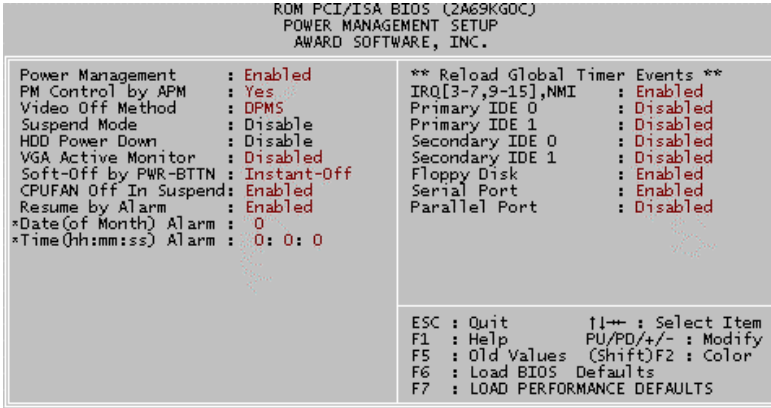 ROM PCI/ISA BIOS (2A69KGOC)
POWER MANAGEMENT SETUP
AWARD SOFTWARE, INC.
Power Management : Enabled
PM Control by APM : Yes
Video Off Method : DPMS
Suspend Mode : Disable
HDD Power Down : Disable
VGA Active Monitor : Disabled
Soft-Off by PWR-BTTN : Instant-Off
CPUFAN Off In Suspend: Enabled
Resume by Alarm : Enabled
*Date(of Month) Alarm : 0
*Time(hh:mm:ss) Alarm : 0: 0: 0
** Reload Global Timer Events **
IRQ[3-7,9-15],NMI : Enabled
Primary IDE 0 : Disabled
Primary IDE 1 : Disabled
Secondary IDE 0 : Disabled
Secondary IDE 1 : Disabled
Floppy Disk : Enabled
Serial Port : Enabled
Parallel Port : Disabled
ESC : Quit ↑↓→← : Select Item
F1 : Help PU/PD/+/- : Modify
F5 : Old Values (Shift)F2 : Color
F6 : Load BIOS Defaults
F7 : LOAD PERFORMANCE DEFAULTS